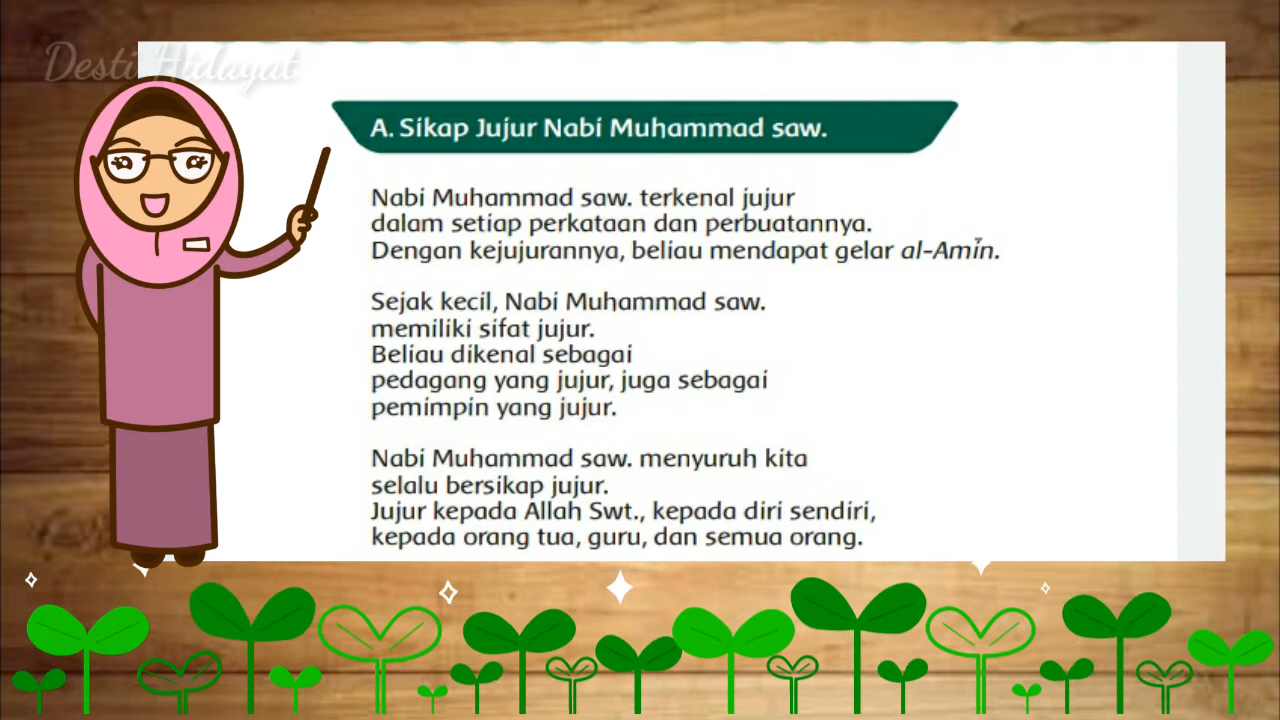 Desti Hidayat
A. Sikap Jujur Nabi Muhammad saw.
Nabi Muhammad saw. terkenal jujur
dalam setiap perkataan dan perbuatannya.
Dengan kejujurannya, beliau mendapat gelar al-Amīn.
Sejak kecil, Nabi Muhammad saw.
memiliki sifat jujur.
Beliau dikenal sebagai
pedagang yang jujur, juga sebagai
pemimpin yang jujur.
Nabi Muhammad saw. menyuruh kita
selalu bersikap jujur.
Jujur kepada Allah Swt., kepada diri sendiri,
kepada orang tua, guru, dan semua orang.